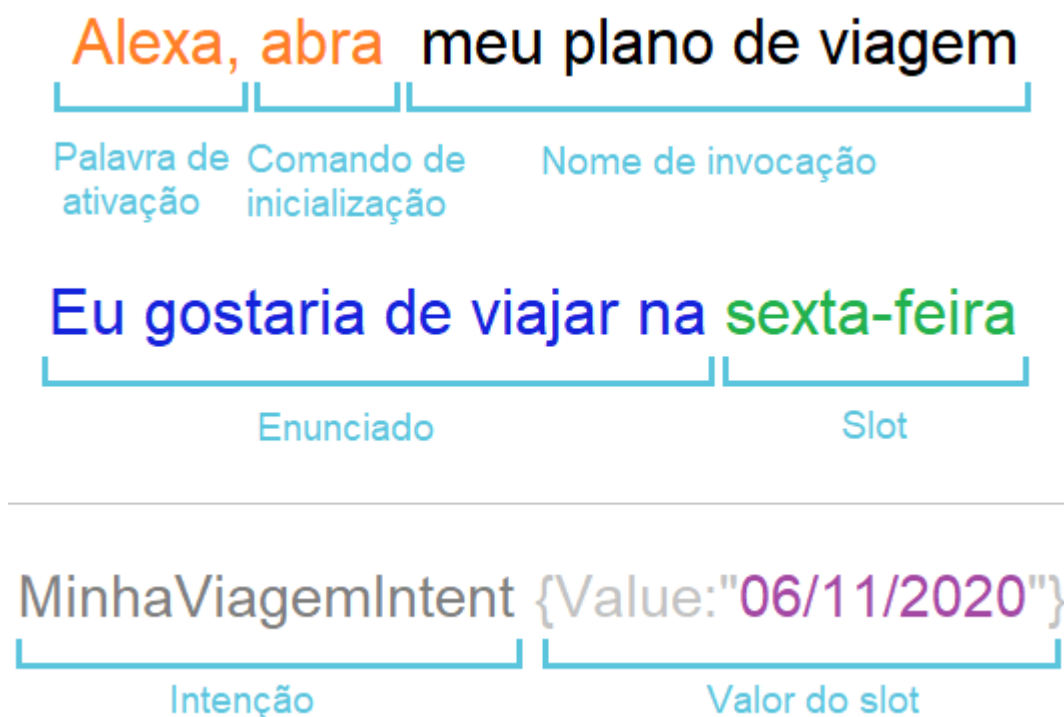 Alexa, abra meu plano de viagem
Palavra de ativação
Comando de inicialização
Nome de invocação
Eu gostaria de viajar na sexta-feira
Enunciado
Slot
MinhaViagemIntent {Value:"06/11/2020"}
Intenção
Valor do slot